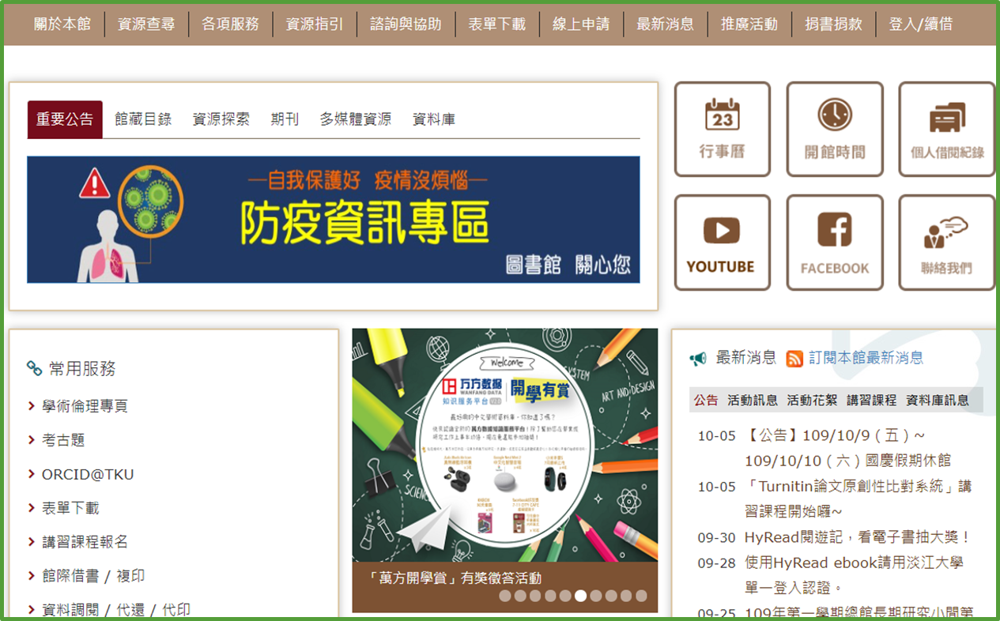 關於本館 資源查尋 各項服務 資源指引 諮詢與協助 表單下載 線上申請 最新消息 推廣活動 捐書捐款 登入/續借
重要公告 館藏目錄 資源探索 期刊 多媒體資源 資料庫
—自我保護好 疫情沒煩惱—
防疫資訊專區
圖書館 關心您
23
行事曆
開館時間
個人借閱紀錄
YOUTUBE
FACEBOOK
聯絡我們
常用服務
學術倫理專頁
考古題
ORCID@TKU
表單下載
講習課程報名
館際借書 / 複印
資料調閱 / 代還 / 代印
Welcome
万方数据
WANFANG DATA
知识服务平台
開學有賞
SYSTEM
ART AND DESIGN
SCIENC
「萬方開學賞」有獎徵答活動
最新消息 訂閱本館最新消息
公告 活動訊息 活動花絮 講習課程 資料庫訊息
10-05 【公告】109/10/9（五）~
109/10/10（六）國慶假期休館
10-05 「Turnitin論文原創性比對系統」講
習課程開始囉~
09-30 HyRead閱遊記，看電子書抽大獎！
09-28 使用HyRead ebook請用淡江大學
單一登入認證。
09-25 109年第一學期總館長期研究小間第